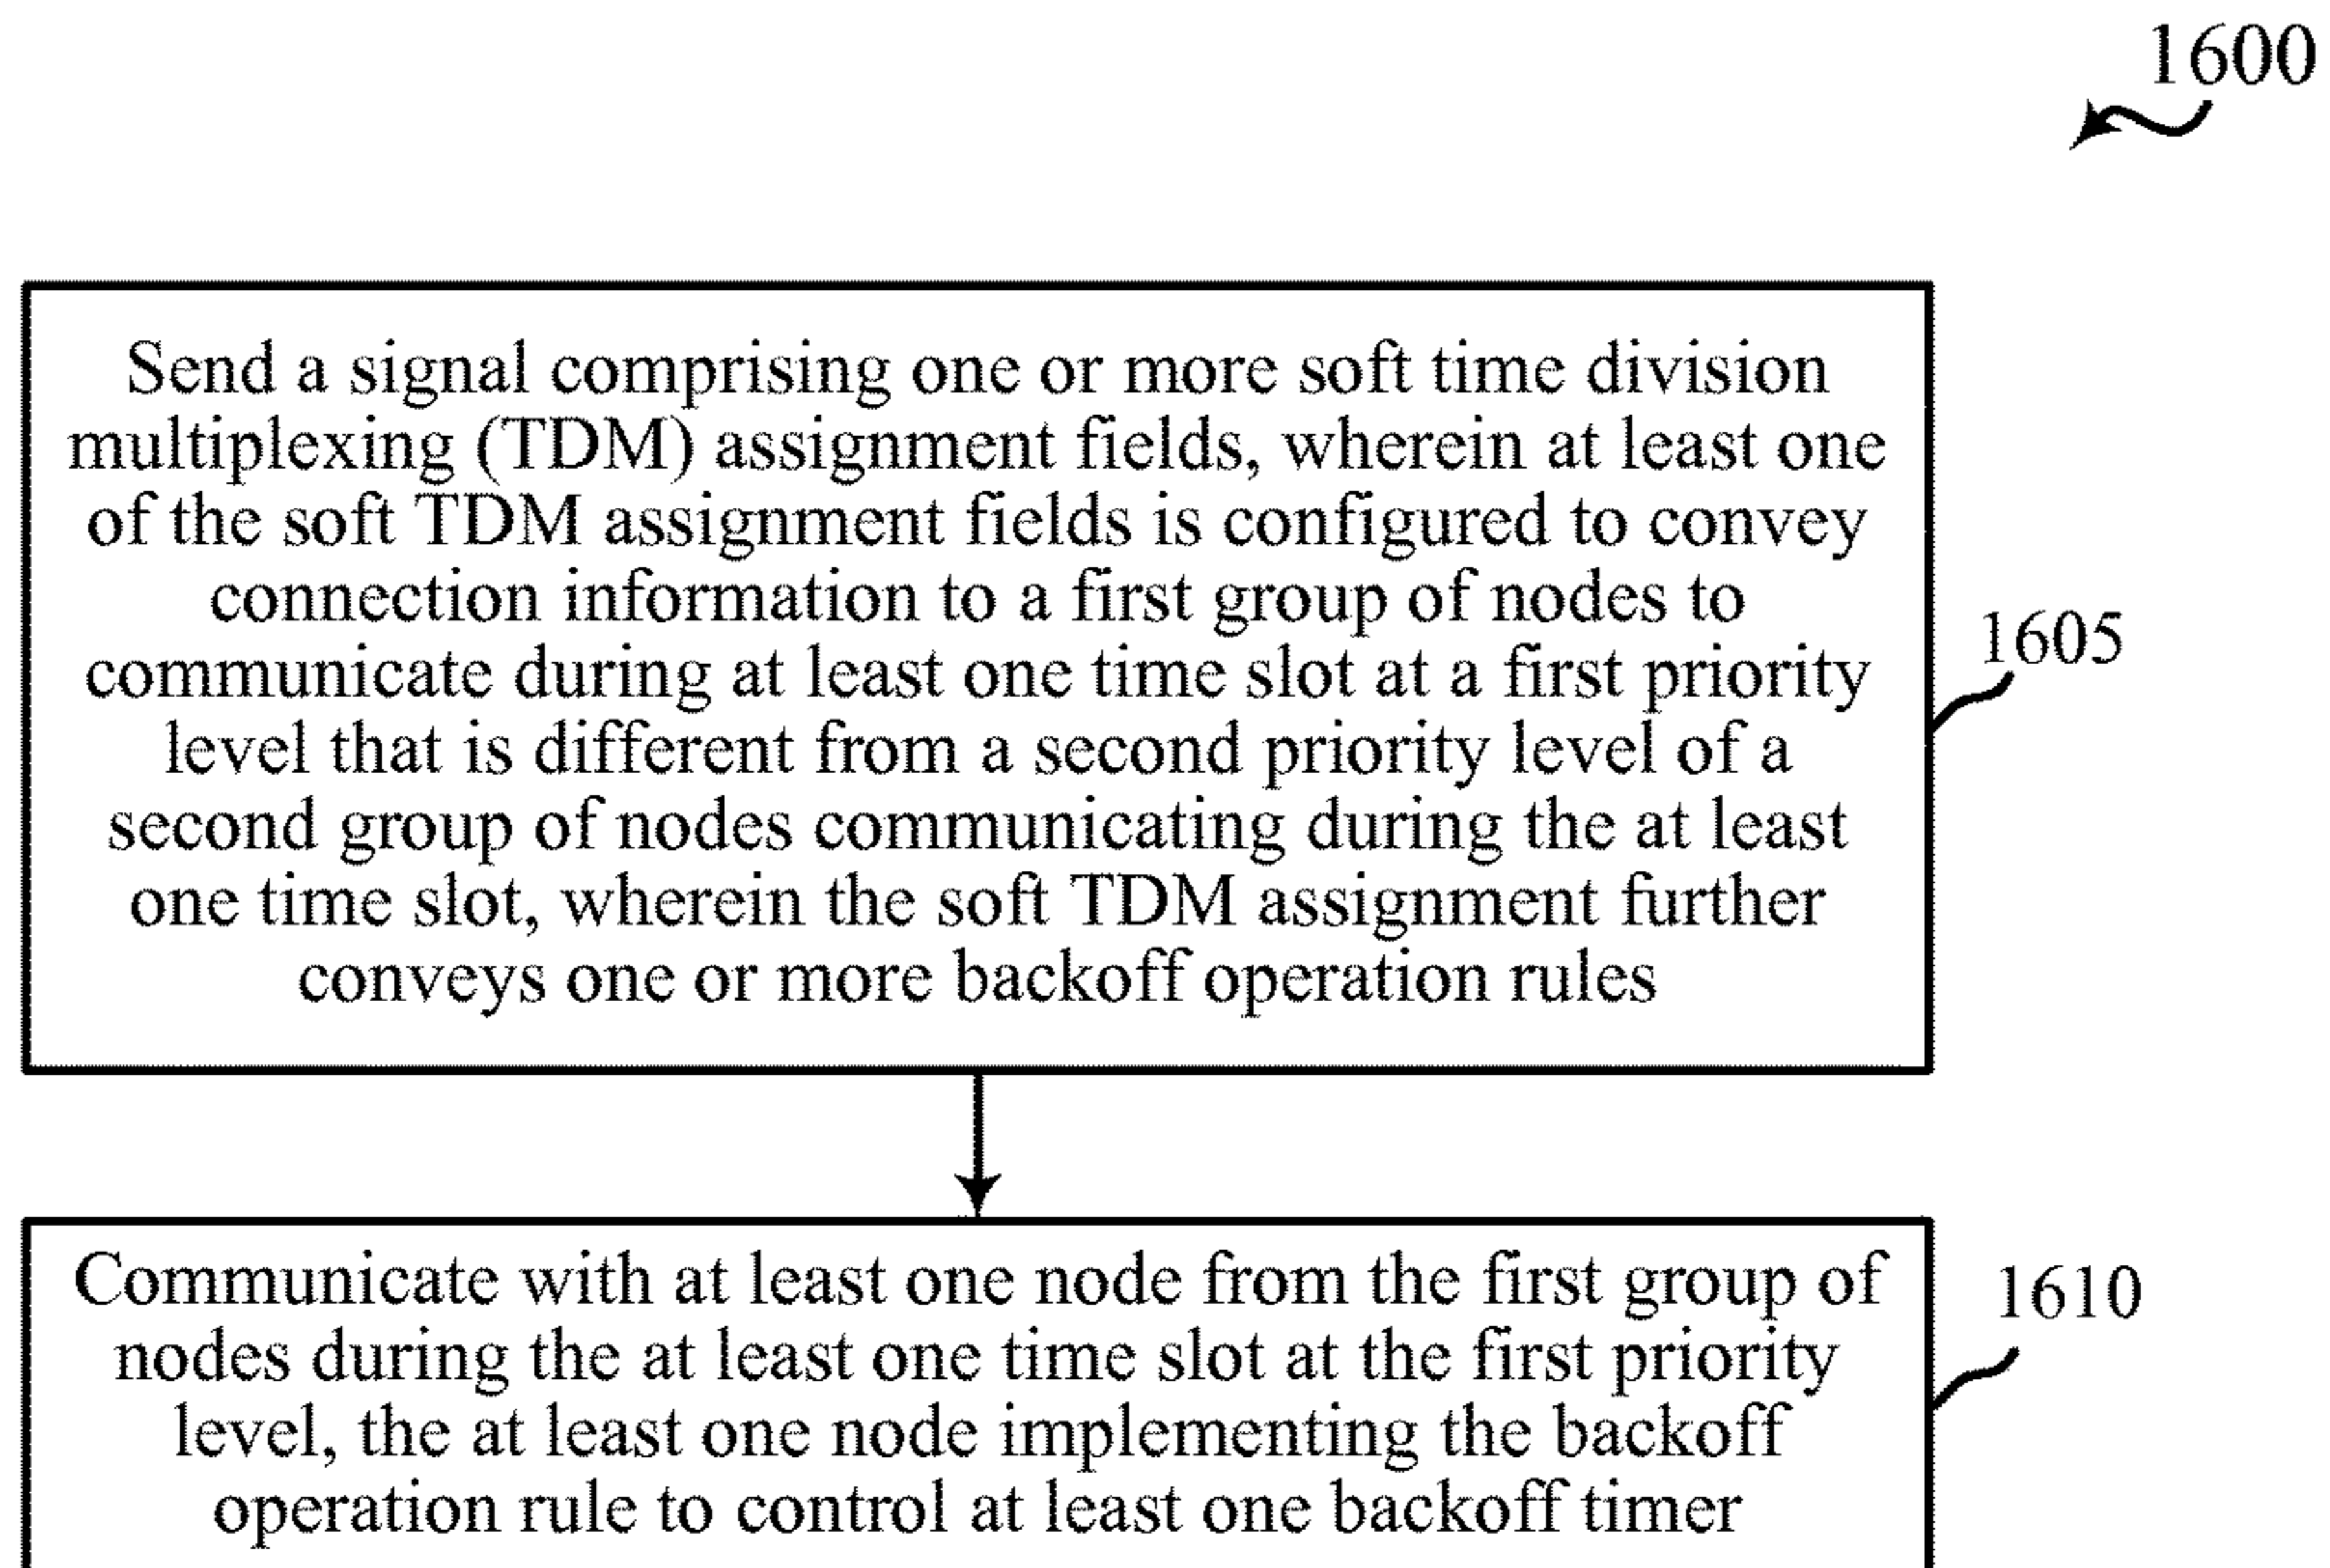 1600
Send a signal comprising one or more soft time division
multiplexing (TDM) assignment fields, wherein at least one
of the soft TDM assignment fields is configured to convey
connection information to a first group of nodes to
communicate during at least one time slot at a first priority
level that is different from a second priority level of a
second group of nodes communicating during the at least
one time slot, wherein the soft TDM assignment further
conveys one or more backoff operation rules
1605
Communicate with at least one node from the first group of
nodes during the at least one time slot at the first priority
level, the at least one node implementing the backoff
operation rule to control at least one backoff timer
1610